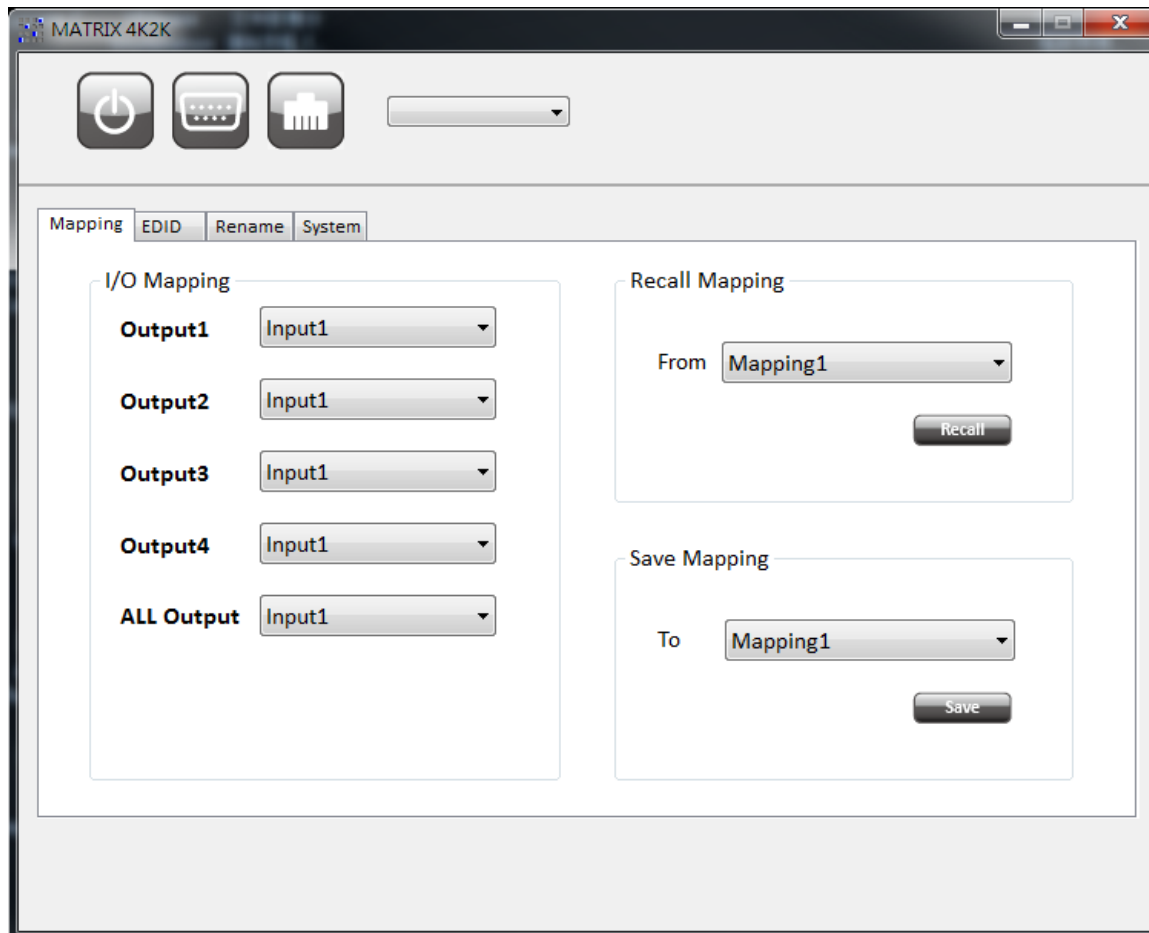 MATRIX 4K2K
Mapping EDID Rename System
I/O Mapping
Output1 Input1
Output2 Input1
Output3 Input1
Output4 Input1
ALL Output Input1
Recall Mapping
From Mapping1
Recall
Save Mapping
To Mapping1
Save